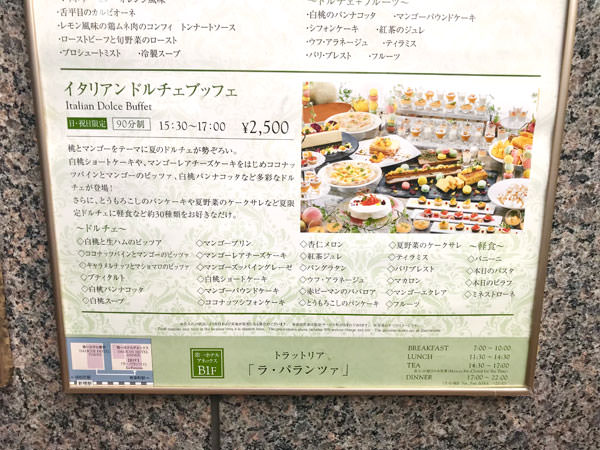 ・舌平目のカルピオーネ
・レモン風味の鶏ムネ肉のコンフィ トンナートソース
・ローストビーフと旬野菜のロースト
・プロシュートミスト ・冷製スープ
～ドルチェ+フルーツ～
・白桃のパンナコッタ ・マンゴーパウンドケーキ
・シフォンケーキ ・紅茶のジュレ
・ウフ・アラネージュ ・ティラミス
・パリ・ブレスト ・フルーツ
イタリアンドルチェブッフェ
Italian Dolce Buffet
日・祝日限定 90分制 15:30～17:00 ¥2,500
桃とマンゴーをテーマに夏のドルチェが勢ぞろい。
白桃ショートケーキや、マンゴーレアチーズケーキをはじめココナッ
ツパインとマンゴーのピッツァ、白桃パンナコッタなど多彩なドル
チェが登場！
さらに、とうもろこしのパンケーキや夏野菜のケークサレなど夏限
定ドルチェに軽食など約30種類をお好きなだけ。
～ドルチェ～
◇白桃と生ハムのピッツァ
◇ココナッツパインとマンゴーのピッツァ
◇キャラメルナッツとマショマロのピッツァ
◇プティタルト
◇白桃パンナコッタ
◇白桃スープ
◇マンゴープリン
◇マンゴーレアチーズケーキ
◇マンゴーズッパイングレーゼ
◇白桃ショートケーキ
◇マンゴーパウンドケーキ
◇ココナッツシフォンケーキ
◇杏仁メロン
◇紅茶ジュレ
◇パングラタン
◇ウフ・アラネージュ
◇赤ピーマンのババロア
◇とうもろこしのパンケーキ
◇夏野菜のケークサレ
◇ティラミス
◇パリブレスト
◇マカロン
◇マンゴーエクレア
◇フルーツ
～軽食～
◇パニーニ
◇本日のパスタ
◇本日のピラフ
◇ミネストローネ
第一ホテル
アネックス
B1F
トラットリア
「ラ・パランツァ」
BREAKFAST 7:00～10:00
LUNCH 11:30～14:30
TEA 14:30～17:00
DINNER 17:00～22:00